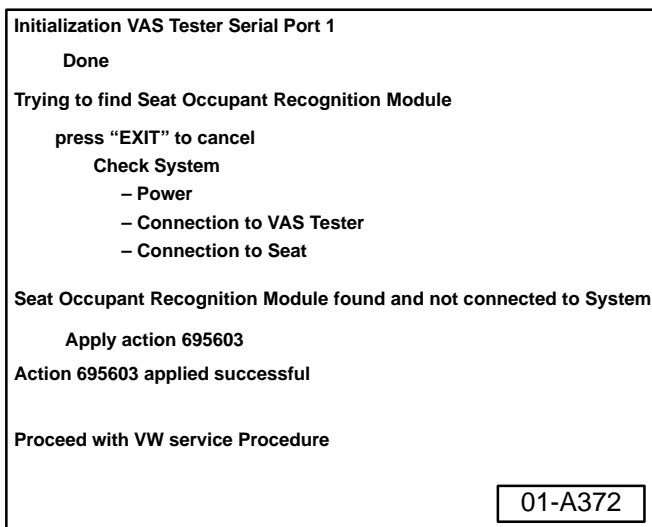 Initialization VAS Tester Serial Port 1
Done
Trying to find Seat Occupant Recognition Module
press “EXIT” to cancel
Check System
– Power
– Connection to VAS Tester
– Connection to Seat
Seat Occupant Recognition Module found and not connected to System
Apply action 695603
Action 695603 applied successful
Proceed with VW service Procedure
01-A372